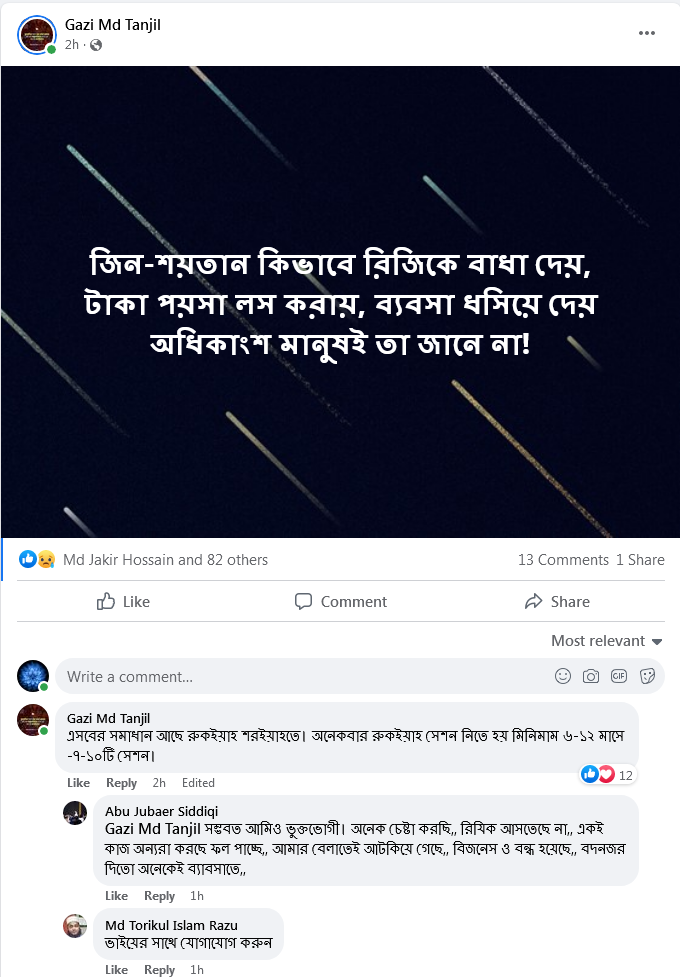 Gazi Md Tanjil
2h ·
জিন-শয়তান কিভাবে রিজিকে বাধা দেয়,
টাকা পয়সা লস করায়, ব্যবসা ধসিয়ে দেয়
অধিকাংশ মানুষই তা জানে না!
Md Jakir Hossain and 82 others 13 Comments 1 Share
Like Comment Share
Most relevant
Write a comment... GIF
Gazi Md Tanjil
এসবের সমাধান আছে রুকইয়াহ শরইয়াহতে। অনেকবার রুকইয়াহ সেশন নিতে হয় মিনিমাম ৬-১২ মাসে
-৭-১০টি সেশন।
12
Like Reply 2h Edited
Abu Jubaer Siddiqi
Gazi Md Tanjil সম্ভবত আমিও ভুক্তভোগী। অনেক চেষ্টা করছি,, রিযিক আসতেছে না,, একই
কাজ অন্যরা করছে ফল পাচ্ছে,, আমার বেলাতেই আটকিয়ে গেছে,, বিজনেস ও বন্ধ হয়েছে,, বদনজর
দিতো অনেকেই ব্যাবসাতে,,
Like Reply 1h
Md Torikul Islam Razu
ভাইয়ের সাথে যোগাযোগ করুন
Like Reply 1h